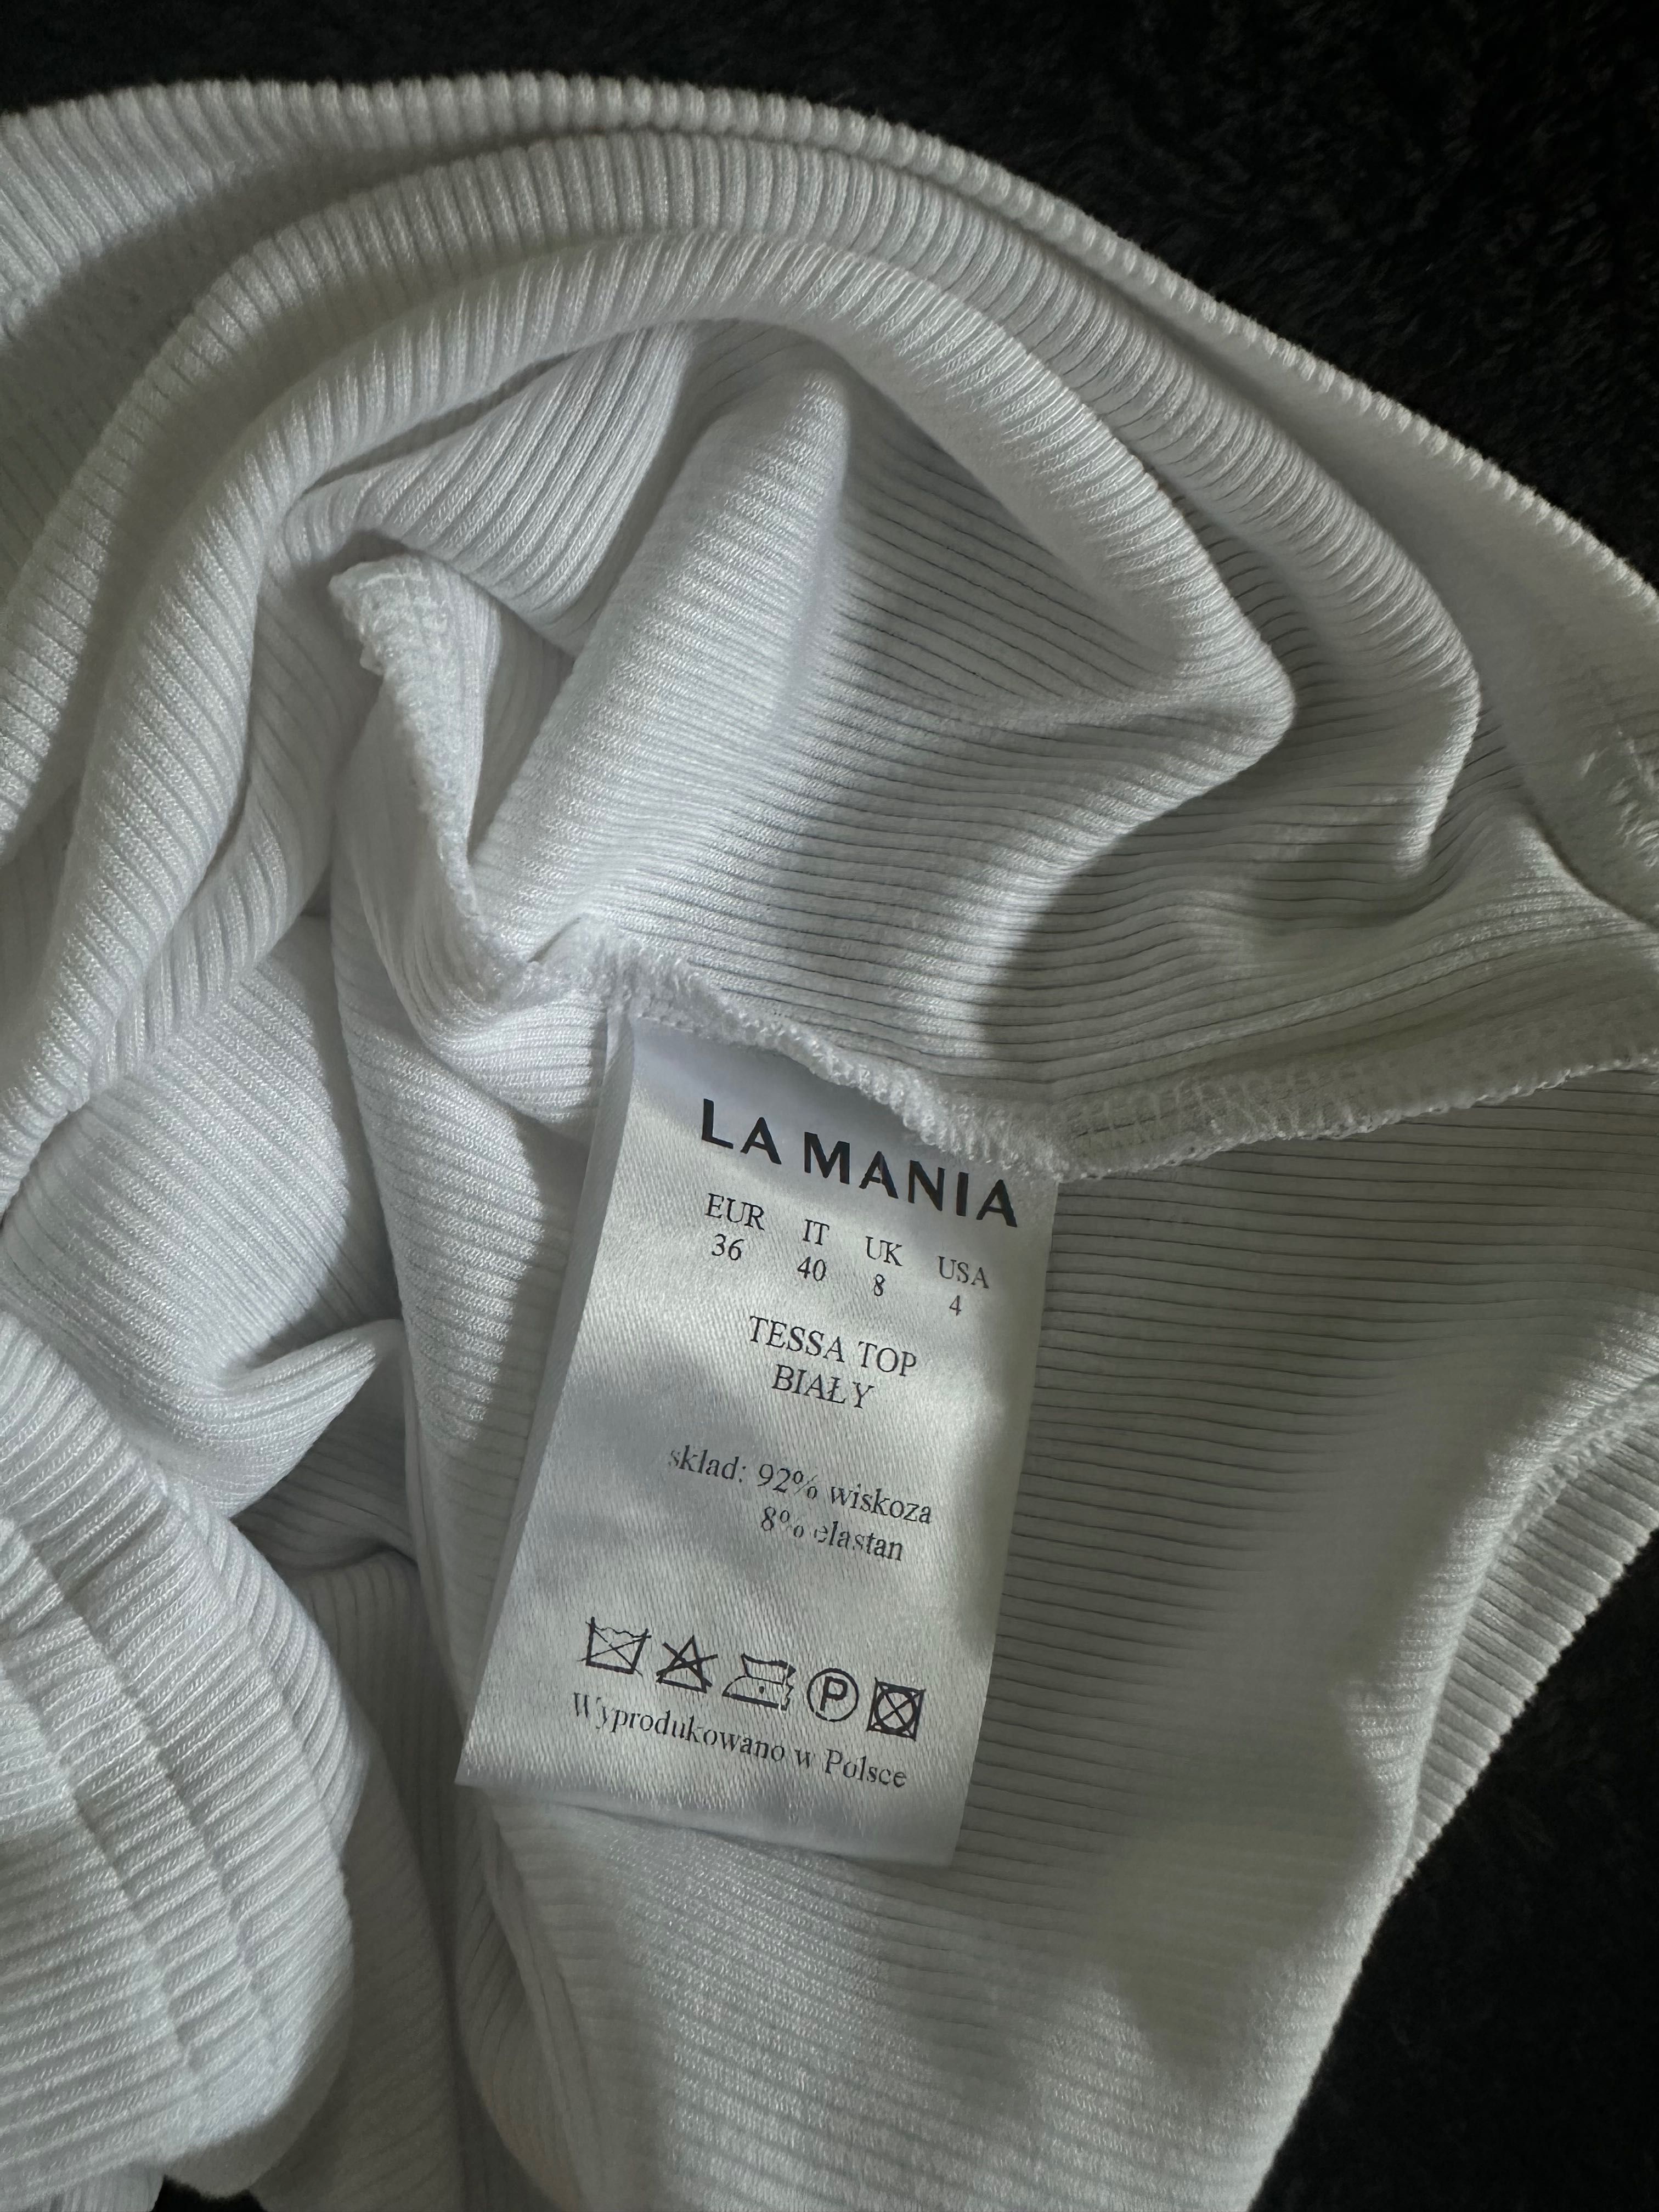 LA MANIA
EUR IT UK USA
36 40 8 4
TESSA TOP
BIAŁY
skład: 92% wiskoza
8% elastan
P
Wyprodukowano w Polsce